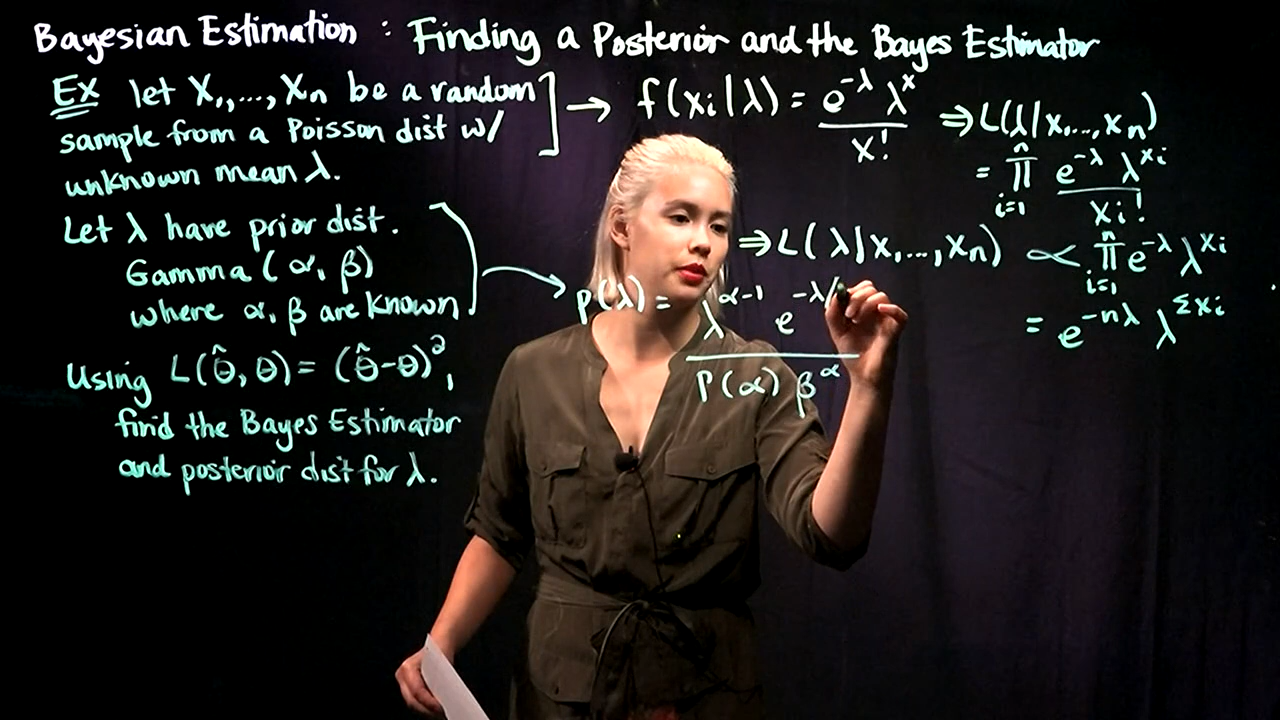 Bayesian Estimation : Finding a Posterior and the Bayes Estimator
Ex let X₁,..., Xₙ be a random
sample from a Poisson dist w/
unknown mean λ.
Let λ have prior dist.
Gamma (α, β)
where α, β are known
Using L(θ̂, θ) = (θ̂-θ)²,
find the Bayes Estimator
and posterior dist for λ.
→ f(xᵢ|λ) = e^{-λ} λ^x / x!
⇒ L(λ|x₁,..., xₙ)
= ∏_{i=1}^{n} e^{-λ} λ^{xᵢ} / xᵢ!
⇒ L(λ|x₁,..., xₙ) ∝ ∏_{i=1}^{n} e^{-λ} λ^{xᵢ}
= e^{-nλ} λ^{Σxᵢ}
→ p(λ) = λ^{α-1} e^{-λ/} / Γ(α) β^α